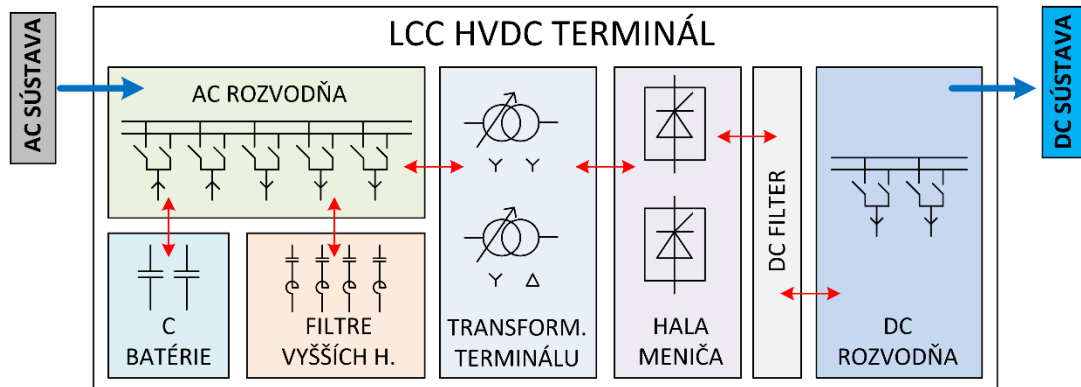 AC SÚSTAVA
LCC HVDC TERMINÁL
DC SÚSTAVA
AC ROZVODŇA
C
BATÉRIE
FILTRE
VYŠŠÍCH H.
TRANSFORM.
TERMINÁLU
HALA
MENIČA
DC FILTER
DC
ROZVODŇA